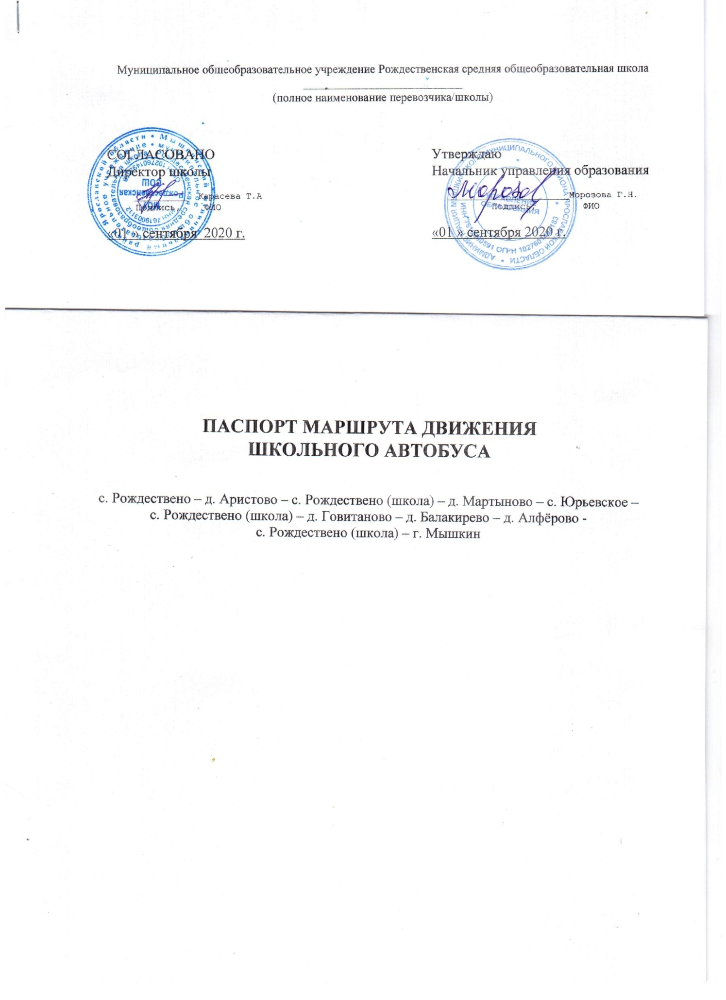 Муниципальное общеобразовательное учреждение Рождественская средняя общеобразовательная школа
(полное наименование перевозчика/школы)
СОГЛАСОВАНО
Директор школы
Карасева Т.А
Подпись, ФИО
«01 » сентября 2020 г.
Утверждаю
Начальник управления образования
Морозова Г.Н.
Подпись, ФИО
«01 » сентября 2020 г.
ПАСПОРТ МАРШРУТА ДВИЖЕНИЯ
ШКОЛЬНОГО АВТОБУСА
с. Рождествено – д. Аристово – с. Рождествено (школа) – д. Мартыново – с. Юрьевское –
с. Рождествено (школа) – д. Говитаново – д. Балакирево – д. Алфёрово -
с. Рождествено (школа) – г. Мышкин